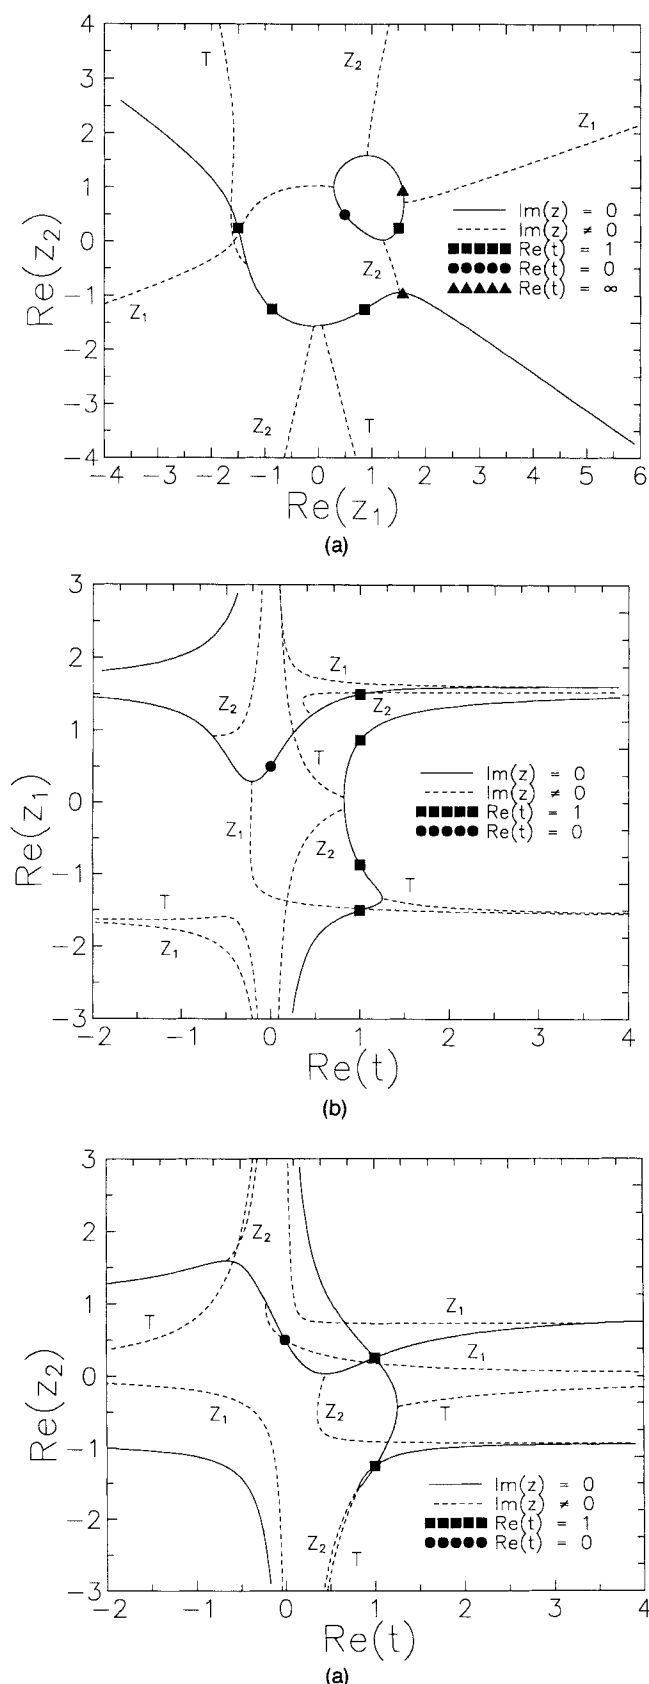 4
3
2
1
0
−1
−2
−3
−4
Re(z₂)
T
Z₂
Z₁
Z₁
Z₂
Z₂
T
Im(z) = 0
Im(z) ≠ 0
Re(t) = 1
Re(t) = 0
Re(t) = ∞
−4 −3 −2 −1 0 1 2 3 4 5 6
Re(z₁)
(a)
3
2
1
0
−1
−2
−3
Re(z₁)
Z₁
Z₂
Z₂
T
Z₁
Z₂
T
T
Z₁
Im(z) = 0
Im(z) ≠ 0
Re(t) = 1
Re(t) = 0
−2 −1 0 1 2 3 4
Re(t)
(b)
3
2
1
0
−1
−2
−3
Re(z₂)
Z₂
T
Z₁
Z₁
Z₁
Z₂
T
Z₂
T
Im(z) = 0
Im(z) ≠ 0
Re(t) = 1
Re(t) = 0
−2 −1 0 1 2 3 4
Re(t)
(a)